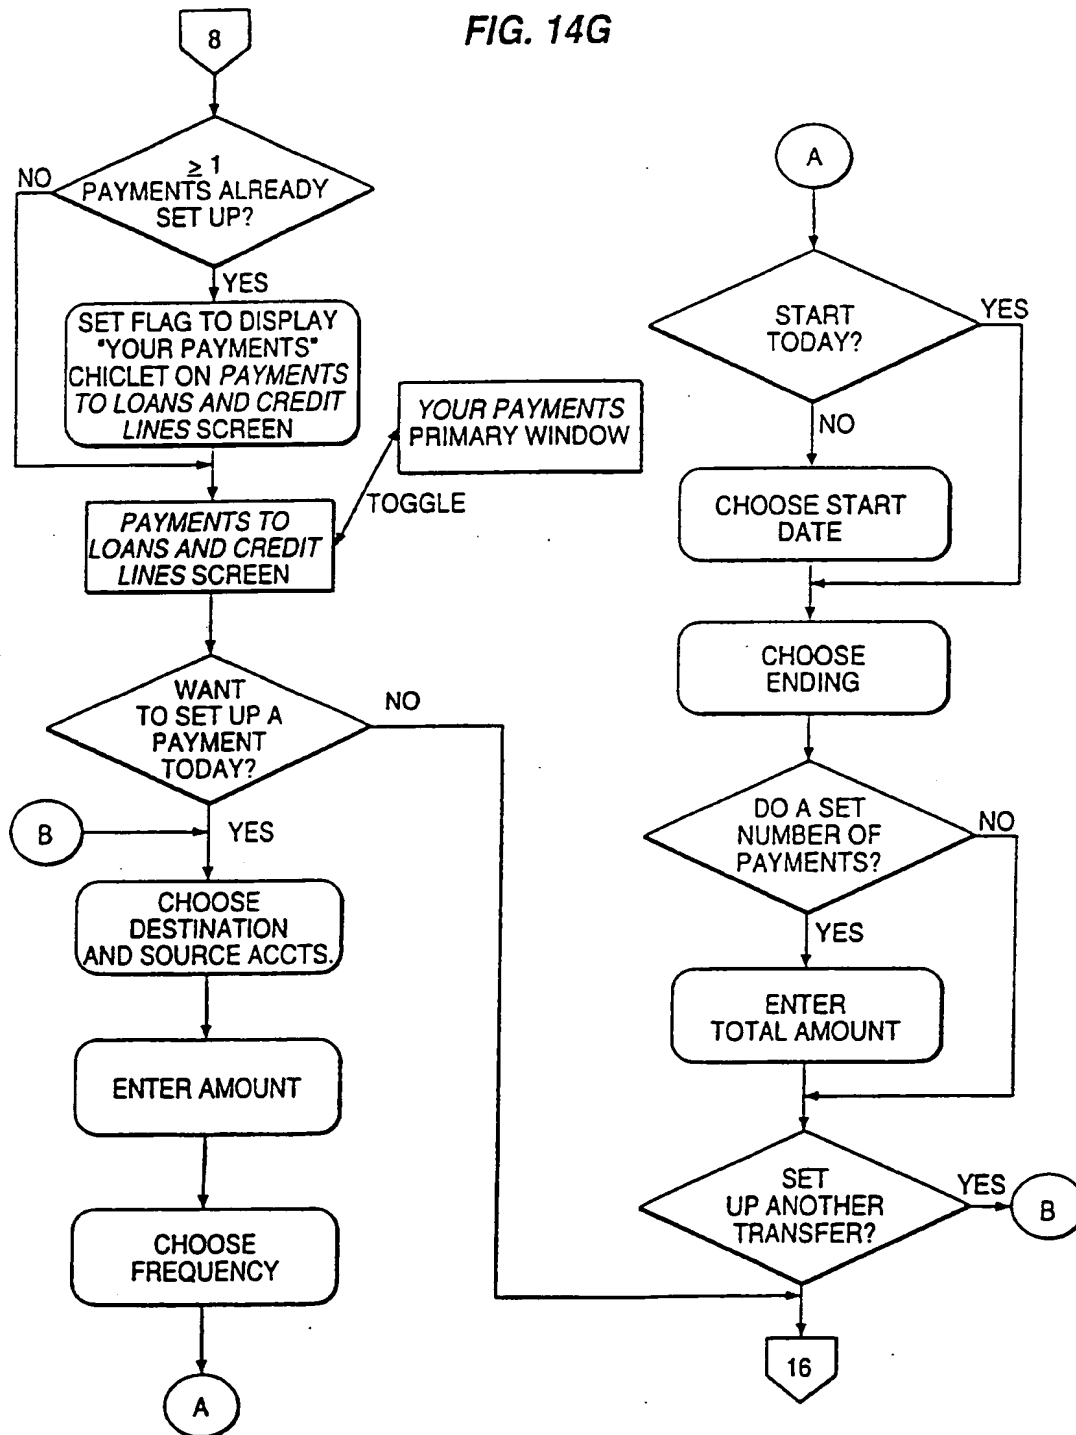 FIG. 14G
8
≥ 1
PAYMENTS ALREADY
SET UP?
NO
YES
SET FLAG TO DISPLAY
"YOUR PAYMENTS"
CHICLET ON PAYMENTS
TO LOANS AND CREDIT
LINES SCREEN
YOUR PAYMENTS
PRIMARY WINDOW
TOGGLE
PAYMENTS TO
LOANS AND CREDIT
LINES SCREEN
WANT
TO SET UP A
PAYMENT
TODAY?
NO
B
YES
CHOOSE
DESTINATION
AND SOURCE ACCTS.
ENTER AMOUNT
CHOOSE
FREQUENCY
A
A
START
TODAY?
YES
NO
CHOOSE START
DATE
CHOOSE
ENDING
DO A SET
NUMBER OF
PAYMENTS?
NO
YES
ENTER
TOTAL AMOUNT
SET
UP ANOTHER
TRANSFER?
YES
B
16